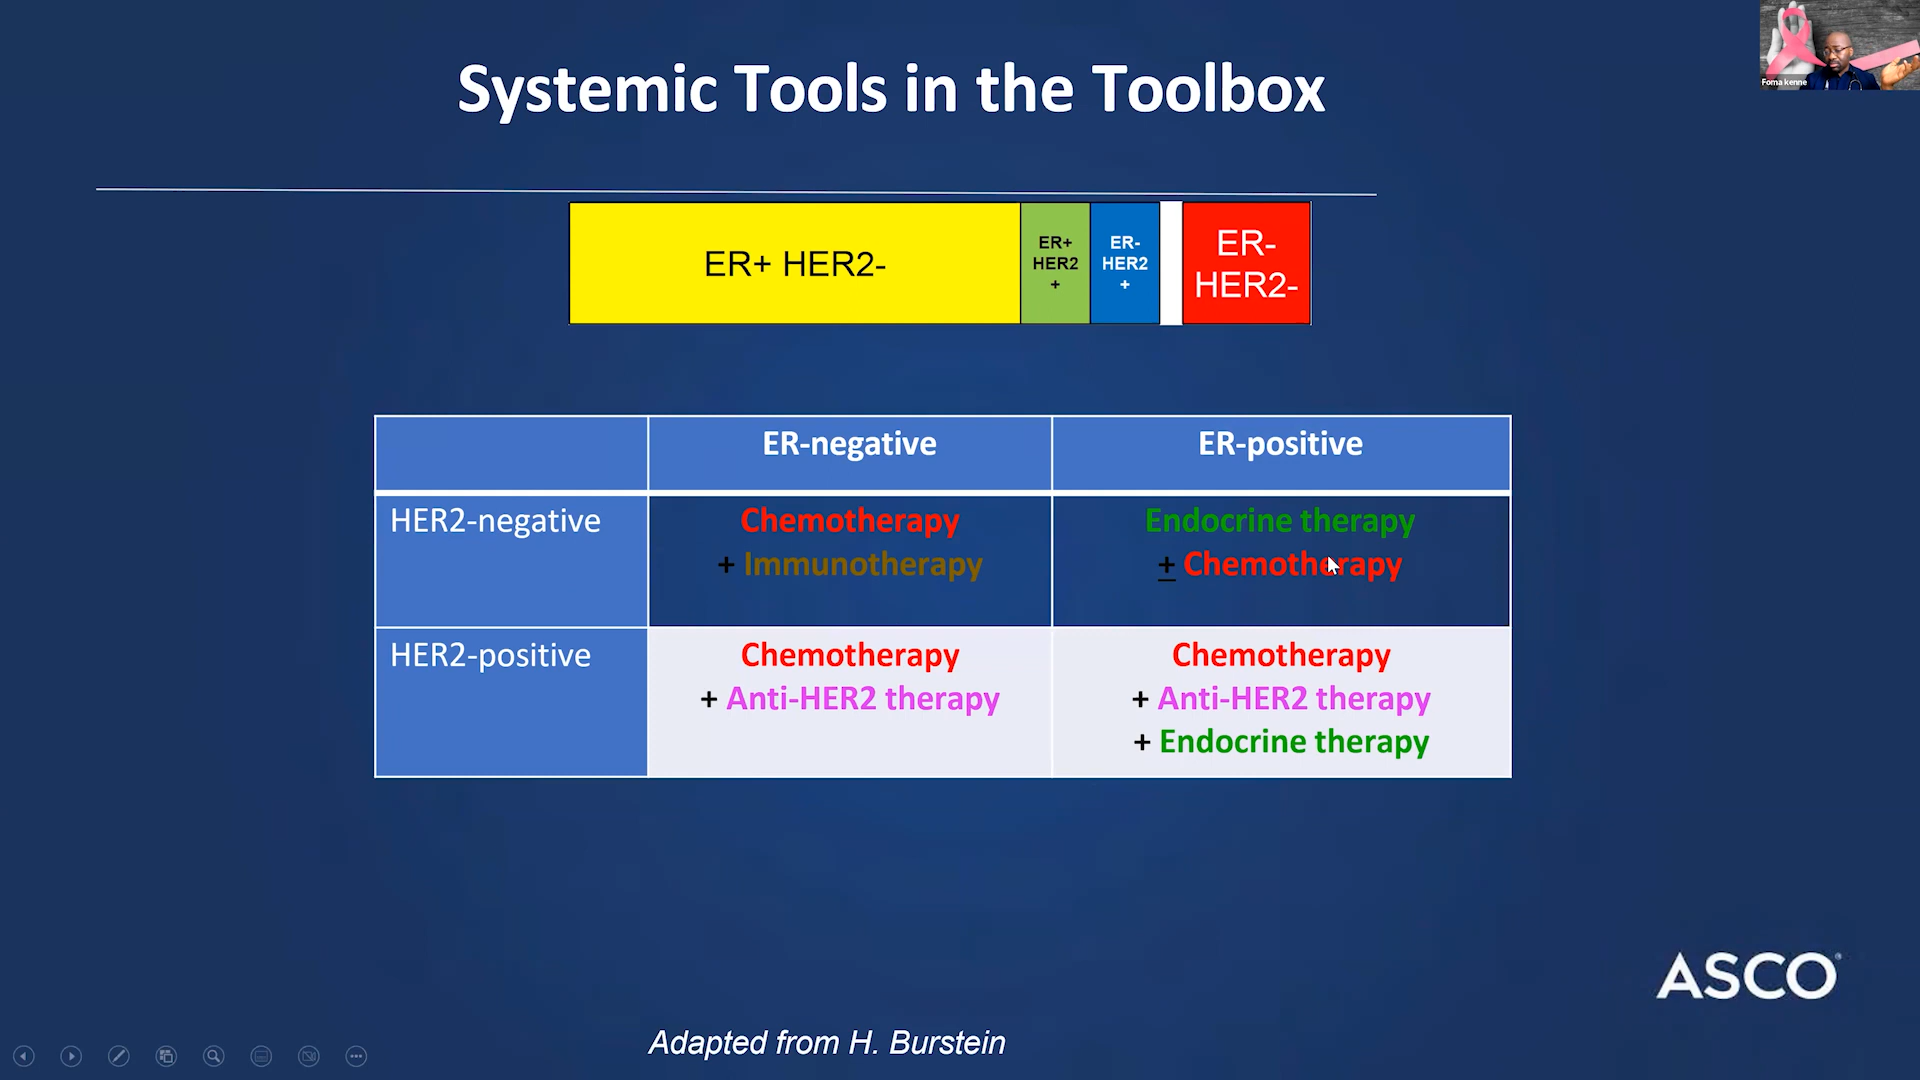 Systemic Tools in the Toolbox
Foma kenne
ER+ HER2-
ER+
HER2
+
ER-
HER2
+
ER-
HER2-
ER-negative
ER-positive
HER2-negative
Chemotherapy
+ Immunotherapy
Endocrine therapy
± Chemotherapy
HER2-positive
Chemotherapy
+ Anti-HER2 therapy
Chemotherapy
+ Anti-HER2 therapy
+ Endocrine therapy
ASCO®
Adapted from H. Burstein